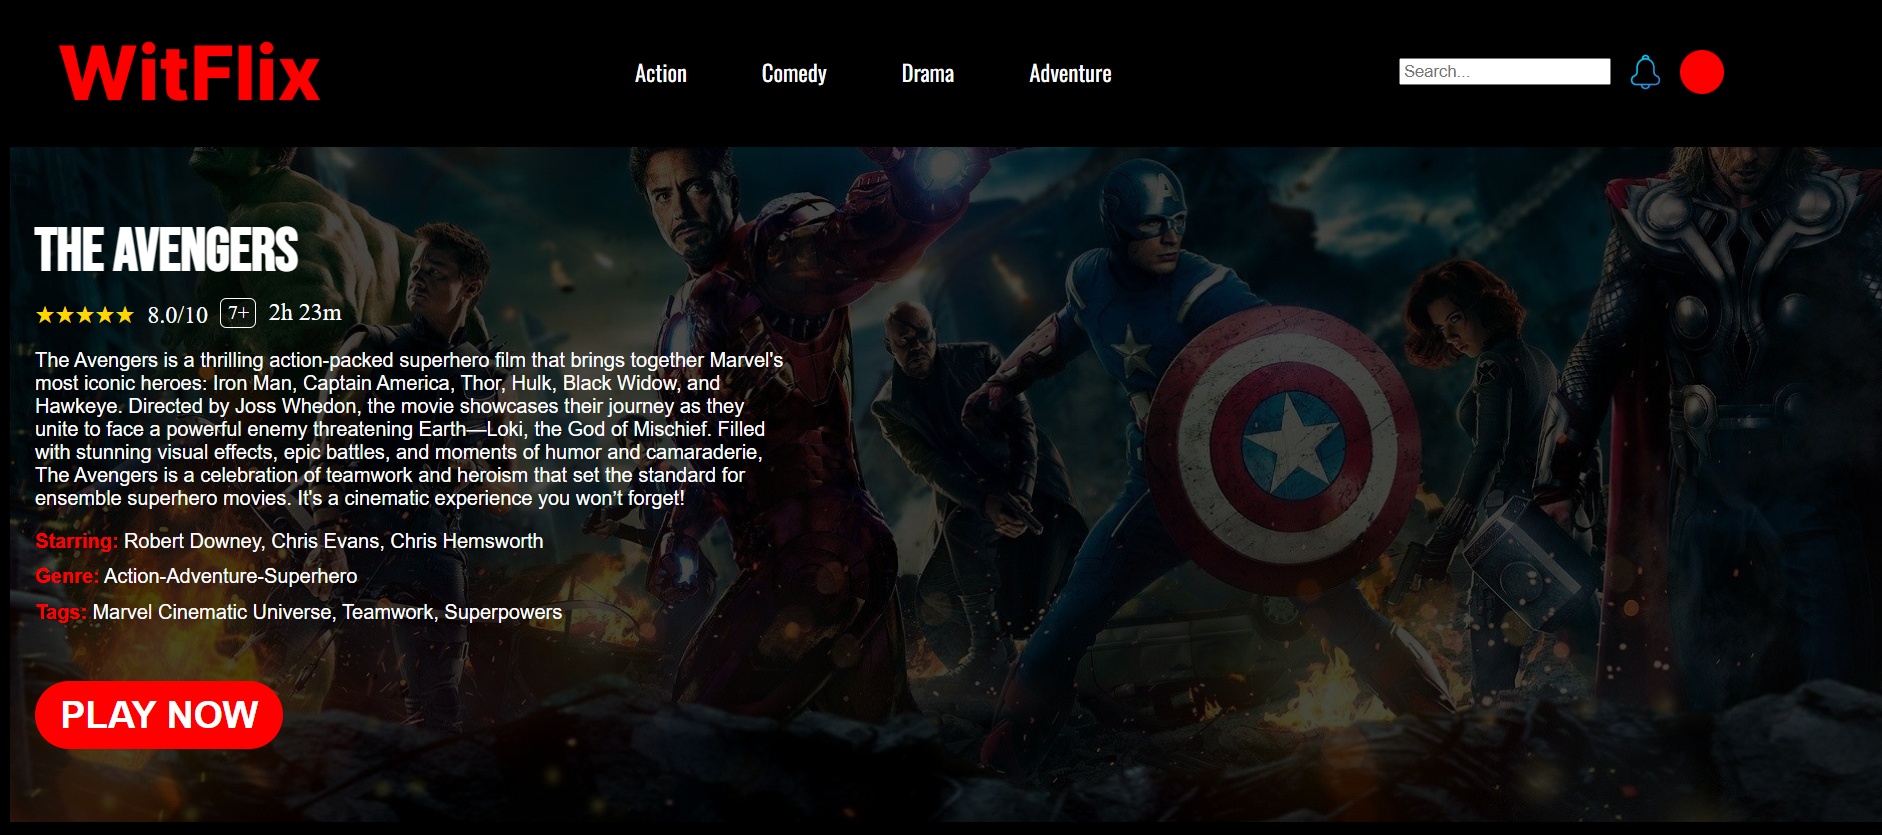 WitFlix
Action Comedy Drama Adventure
Search...
THE AVENGERS
★★★★★ 8.0/10 7+ 2h 23m
The Avengers is a thrilling action-packed superhero film that brings together Marvel's
most iconic heroes: Iron Man, Captain America, Thor, Hulk, Black Widow, and
Hawkeye. Directed by Joss Whedon, the movie showcases their journey as they
unite to face a powerful enemy threatening Earth—Loki, the God of Mischief. Filled
with stunning visual effects, epic battles, and moments of humor and camaraderie,
The Avengers is a celebration of teamwork and heroism that set the standard for
ensemble superhero movies. It's a cinematic experience you won’t forget!
Starring: Robert Downey, Chris Evans, Chris Hemsworth
Genre: Action-Adventure-Superhero
Tags: Marvel Cinematic Universe, Teamwork, Superpowers
PLAY NOW